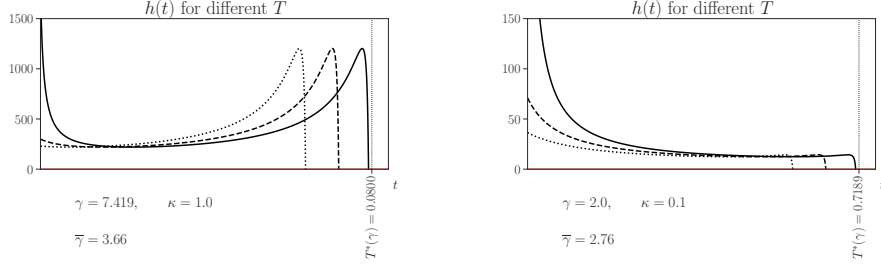 h(t) for different T
1500
1000
500
0
t
T*(γ) = 0.0800
γ = 7.419, κ = 1.0
γ̅ = 3.66
h(t) for different T
150
100
50
0
T*(γ) = 0.7189
γ = 2.0, κ = 0.1
γ̅ = 2.76